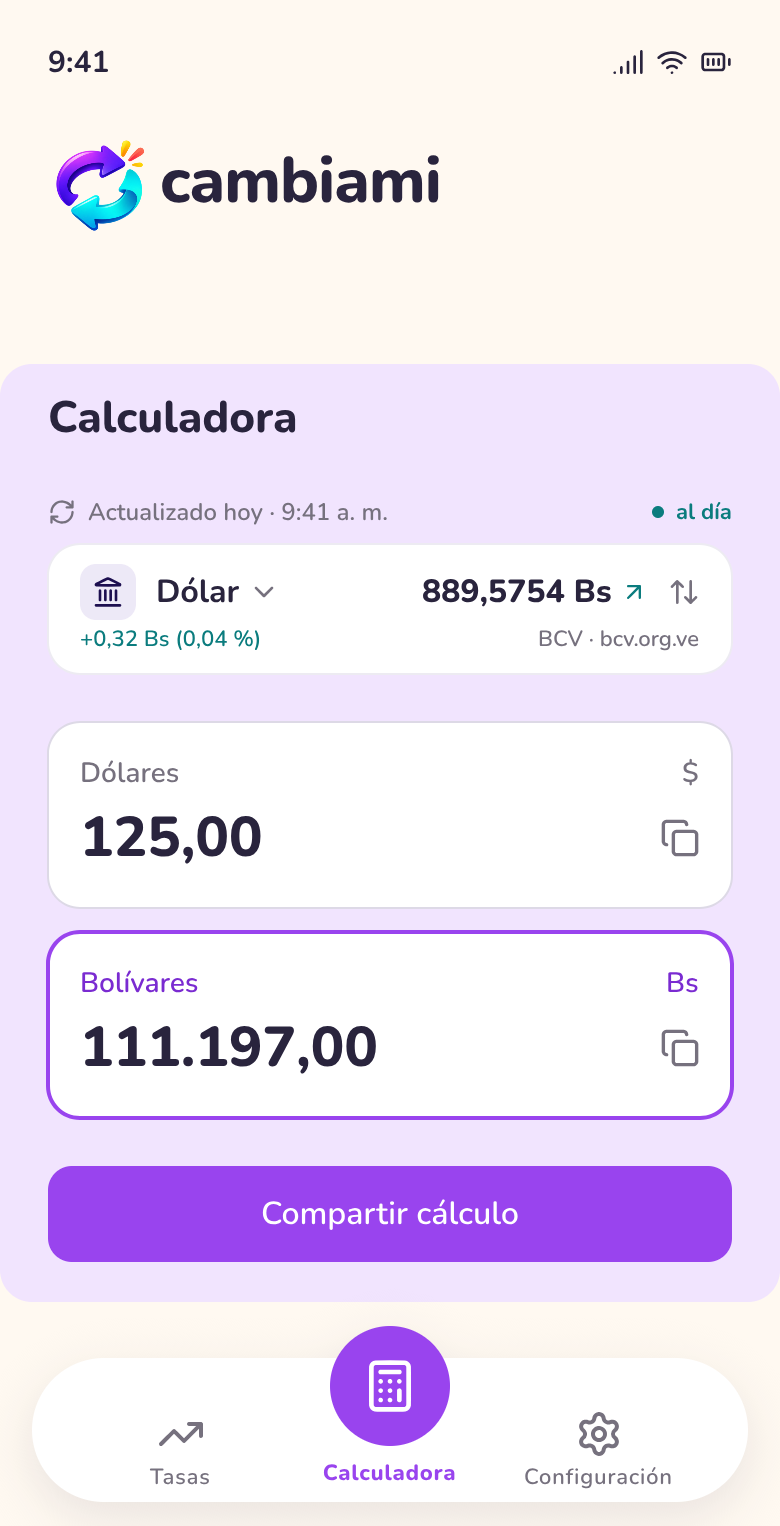 9:41
cambiami
Calculadora
Actualizado hoy · 9:41 a. m.
al día
Dólar
889,5754 Bs
+0,32 Bs (0,04 %)
BCV · bcv.org.ve
Dólares
$
125,00
Bolívares
Bs
111.197,00
Compartir cálculo
Tasas
Calculadora
Configuración